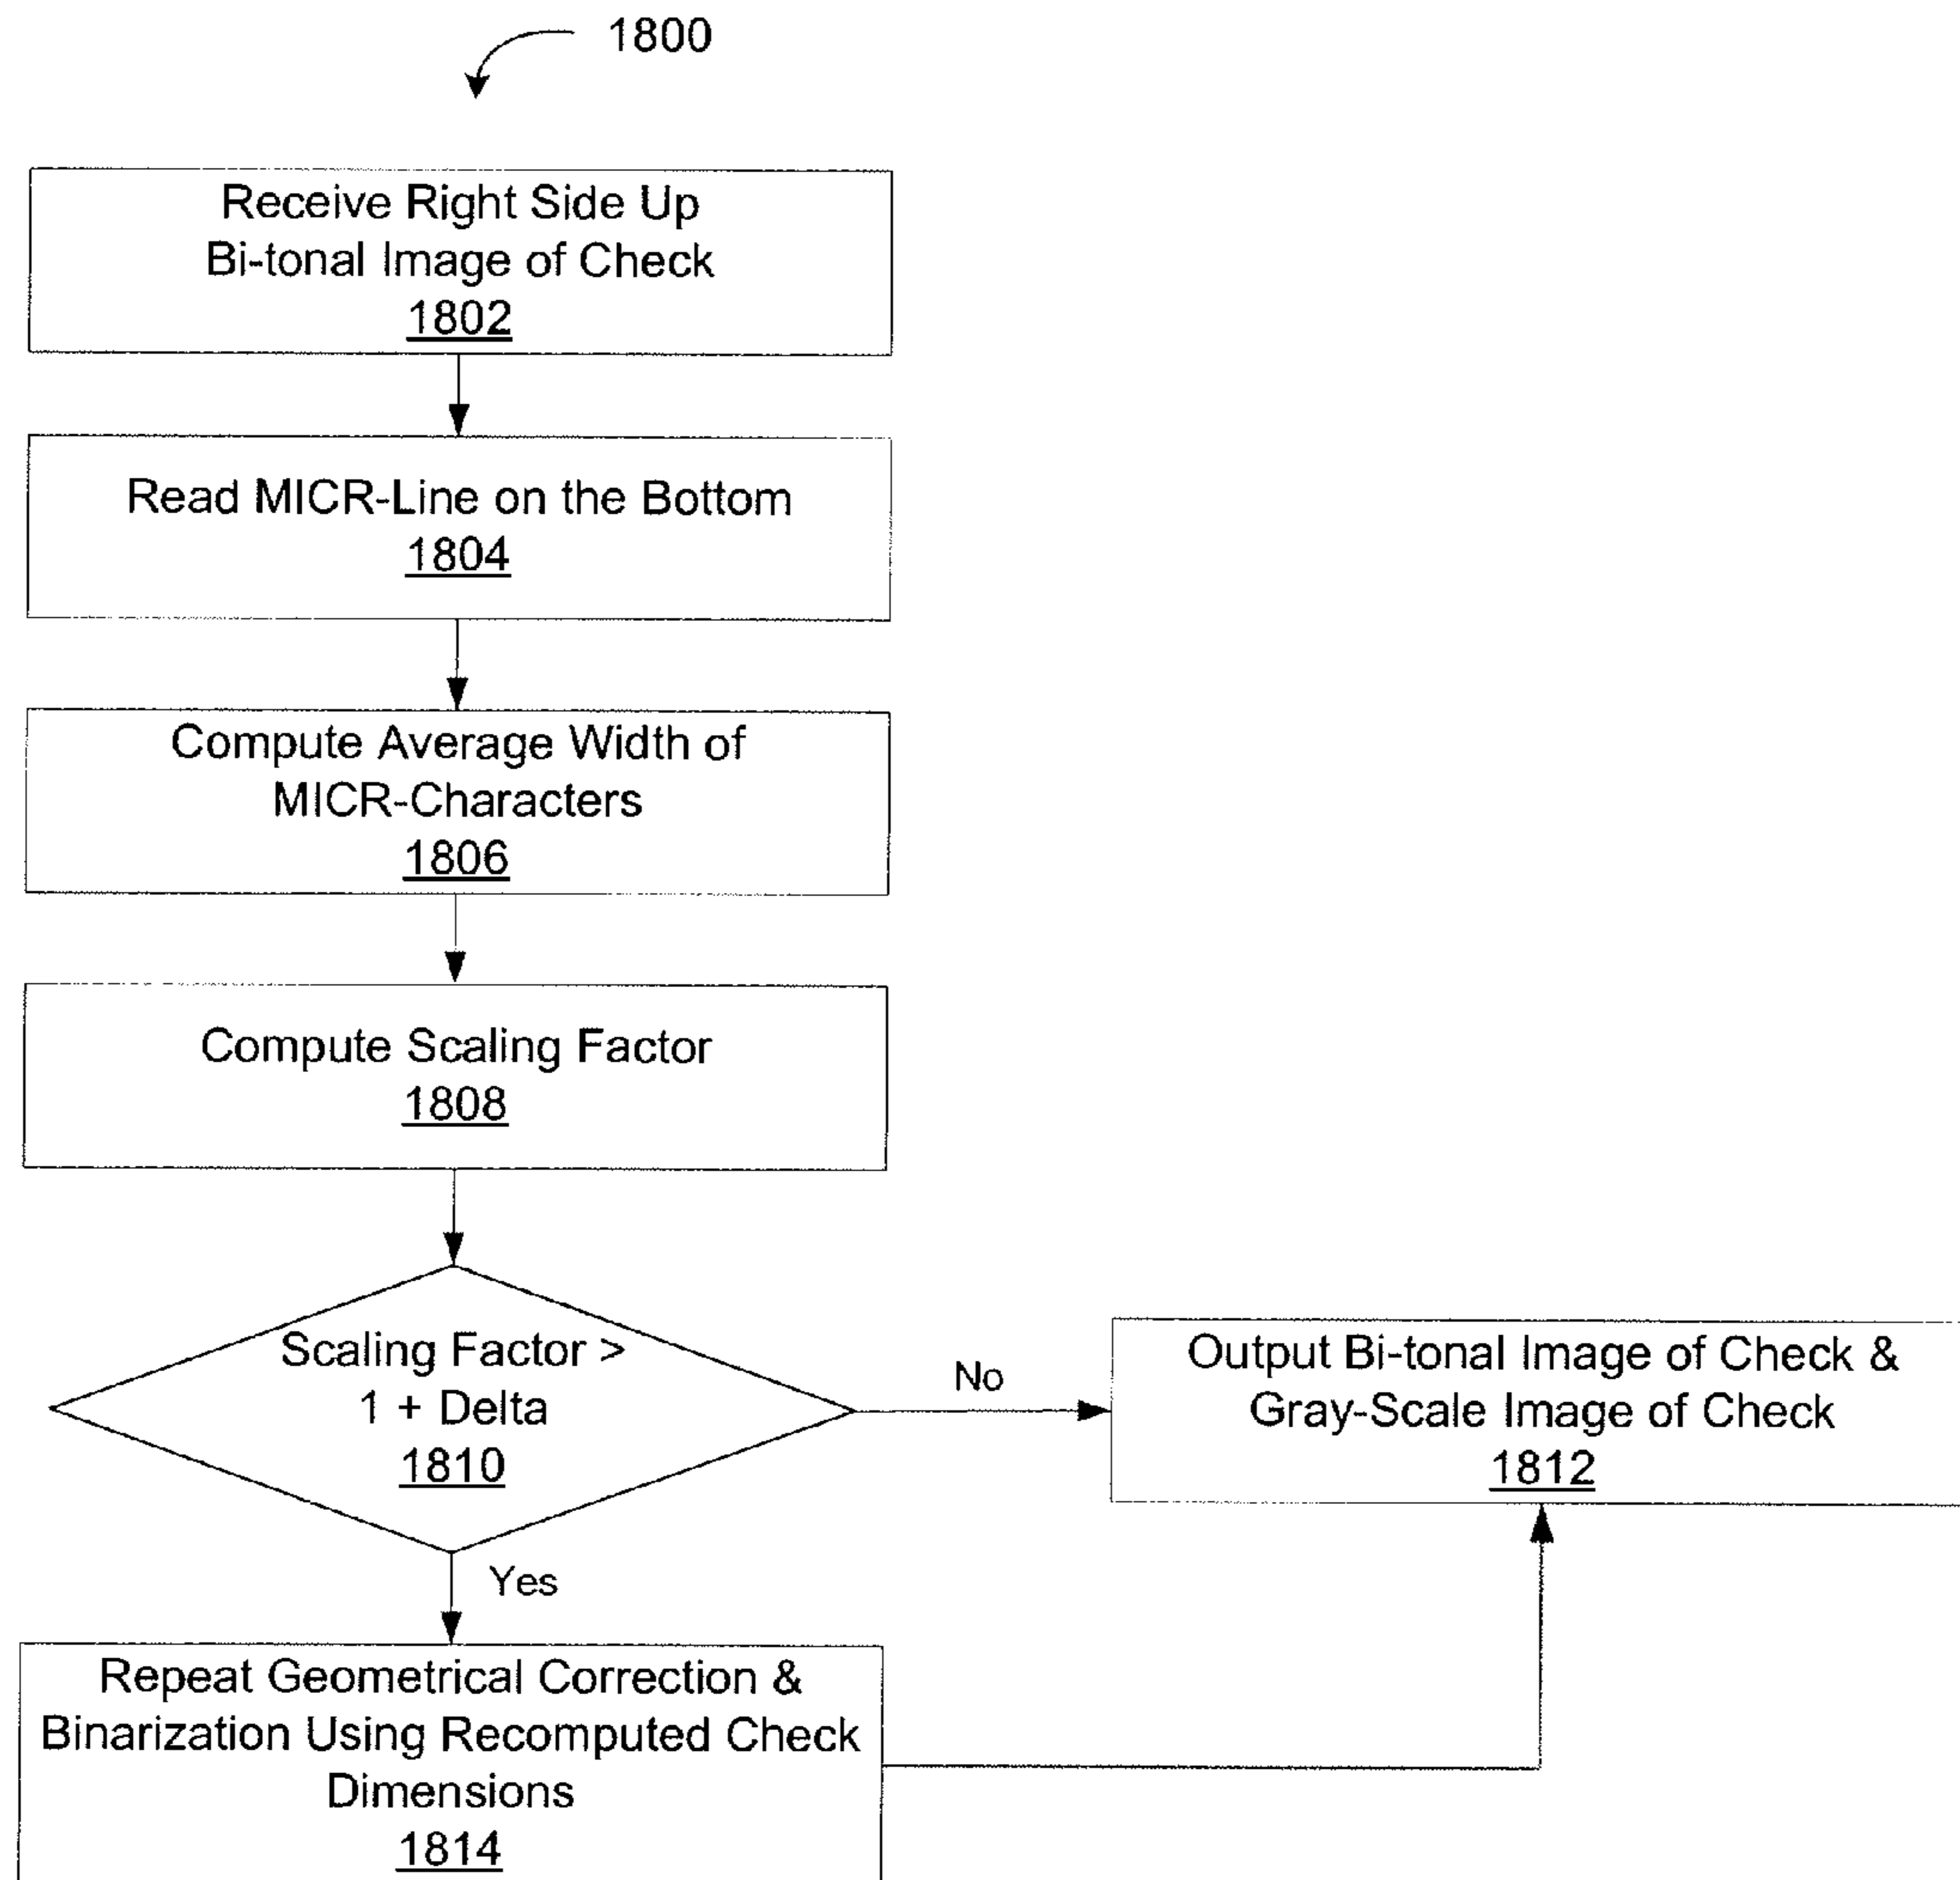 1800
Receive Right Side Up
Bi-tonal Image of Check
1802
Read MICR-Line on the Bottom
1804
Compute Average Width of
MICR-Characters
1806
Compute Scaling Factor
1808
Scaling Factor >
1 + Delta
1810
No
Output Bi-tonal Image of Check &
Gray-Scale Image of Check
1812
Yes
Repeat Geometrical Correction &
Binarization Using Recomputed Check
Dimensions
1814